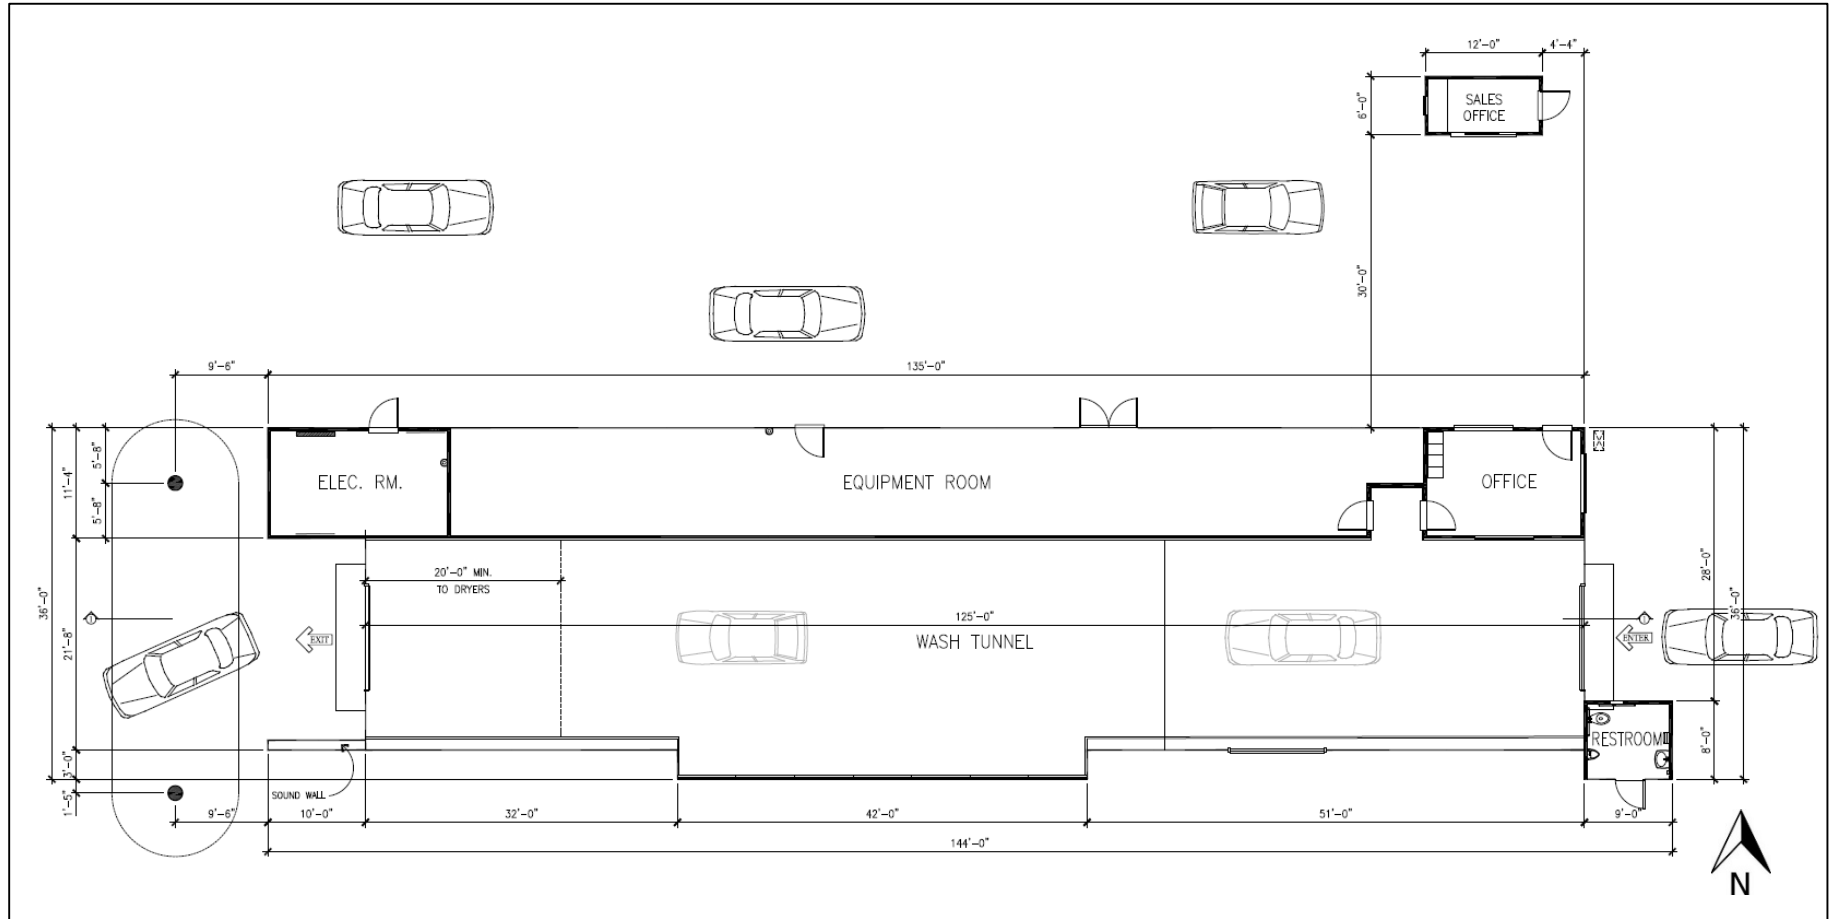 12'-0"
4'-4"
6'-0"
SALES
OFFICE
30'-0"
9'-6"
135'-0"
5'-8"
11'-4"
5'-8"
ELEC. RM.
EQUIPMENT ROOM
OFFICE
36'-0"
21'-8"
20'-0" MIN.
TO DRYERS
28'-0"
36'-0"
125'-0"
WASH TUNNEL
EXIT
ENTER
RESTROOM
8'-0"
3'-0"
1'-5"
SOUND WALL
9'-6"
10'-0"
32'-0"
42'-0"
51'-0"
9'-0"
144'-0"
N